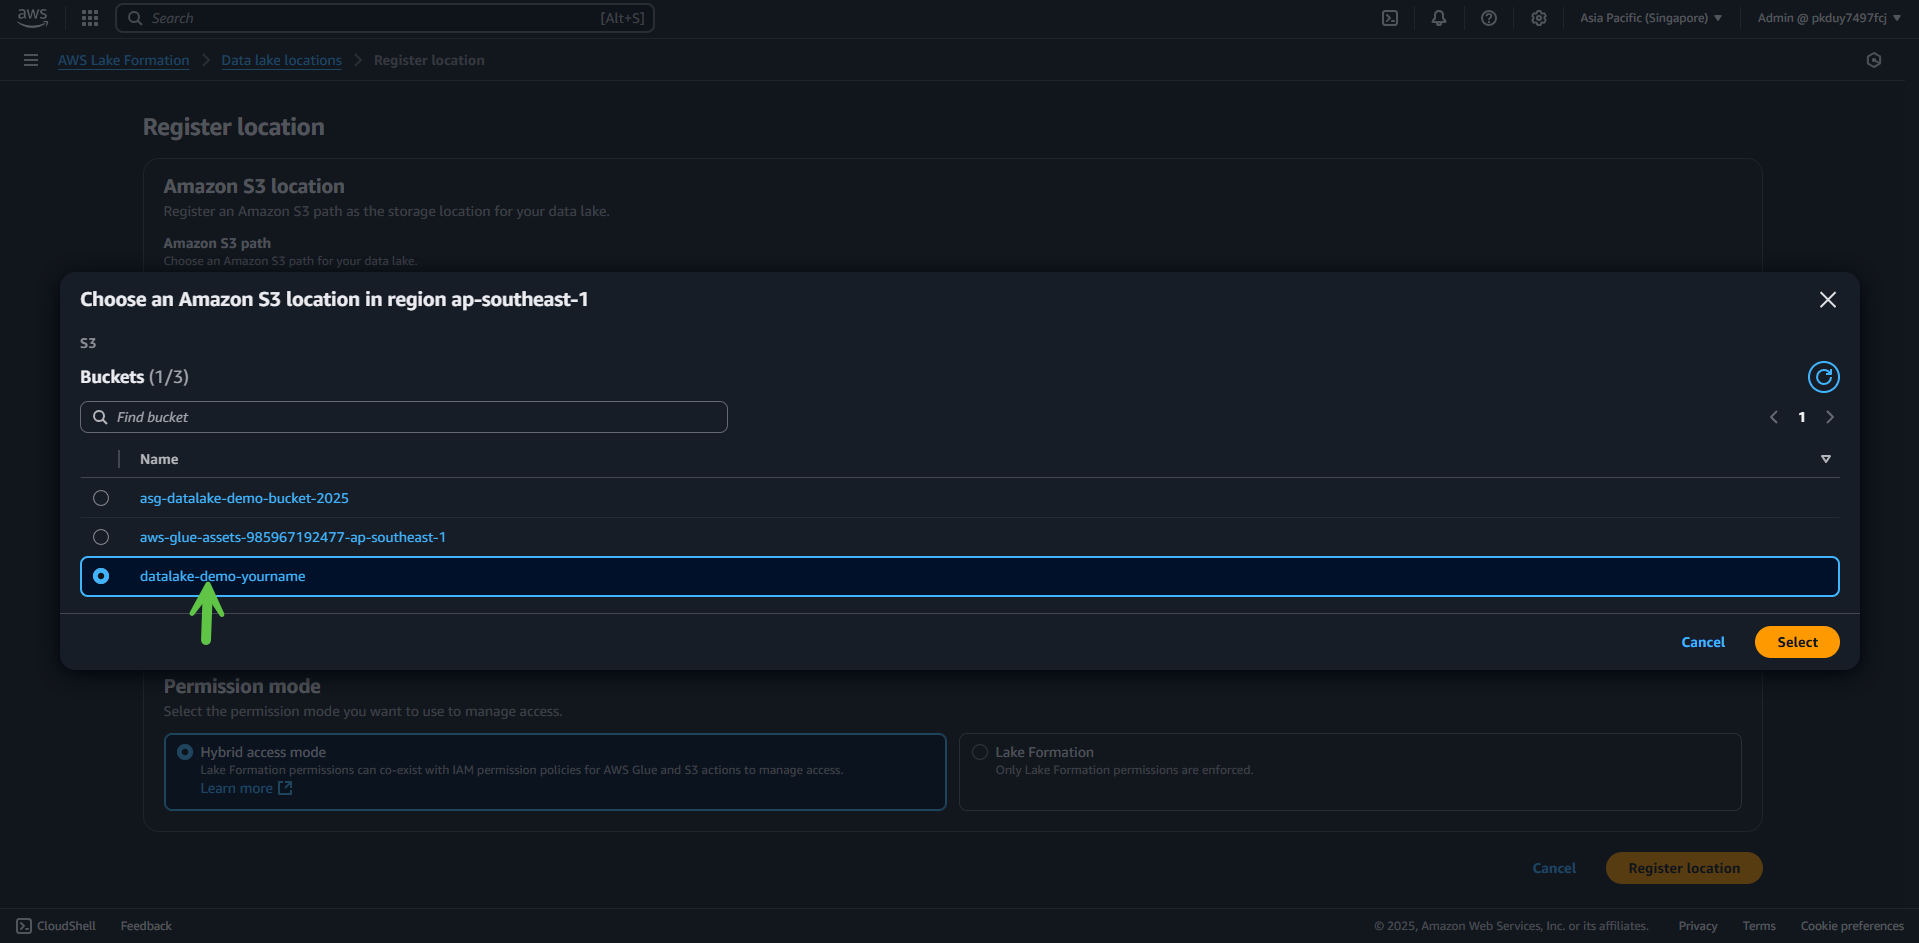 aws
Search
[Alt+S]
Asia Pacific (Singapore)
Admin @ pkduy7497fcj
AWS Lake Formation
Data lake locations
Register location
Register location
Amazon S3 location
Register an Amazon S3 path as the storage location for your data lake.
Amazon S3 path
Choose an Amazon S3 path for your data lake.
Choose an Amazon S3 location in region ap-southeast-1
S3
Buckets (1/3)
Find bucket
1
Name
asg-datalake-demo-bucket-2025
aws-glue-assets-985967192477-ap-southeast-1
datalake-demo-yourname
Cancel
Select
Permission mode
Select the permission mode you want to use to manage access.
Hybrid access mode
Lake Formation permissions can co-exist with IAM permission policies for AWS Glue and S3 actions to manage access.
Learn more
Lake Formation
Only Lake Formation permissions are enforced.
Cancel
Register location
CloudShell
Feedback
© 2025, Amazon Web Services, Inc. or its affiliates.
Privacy
Terms
Cookie preferences